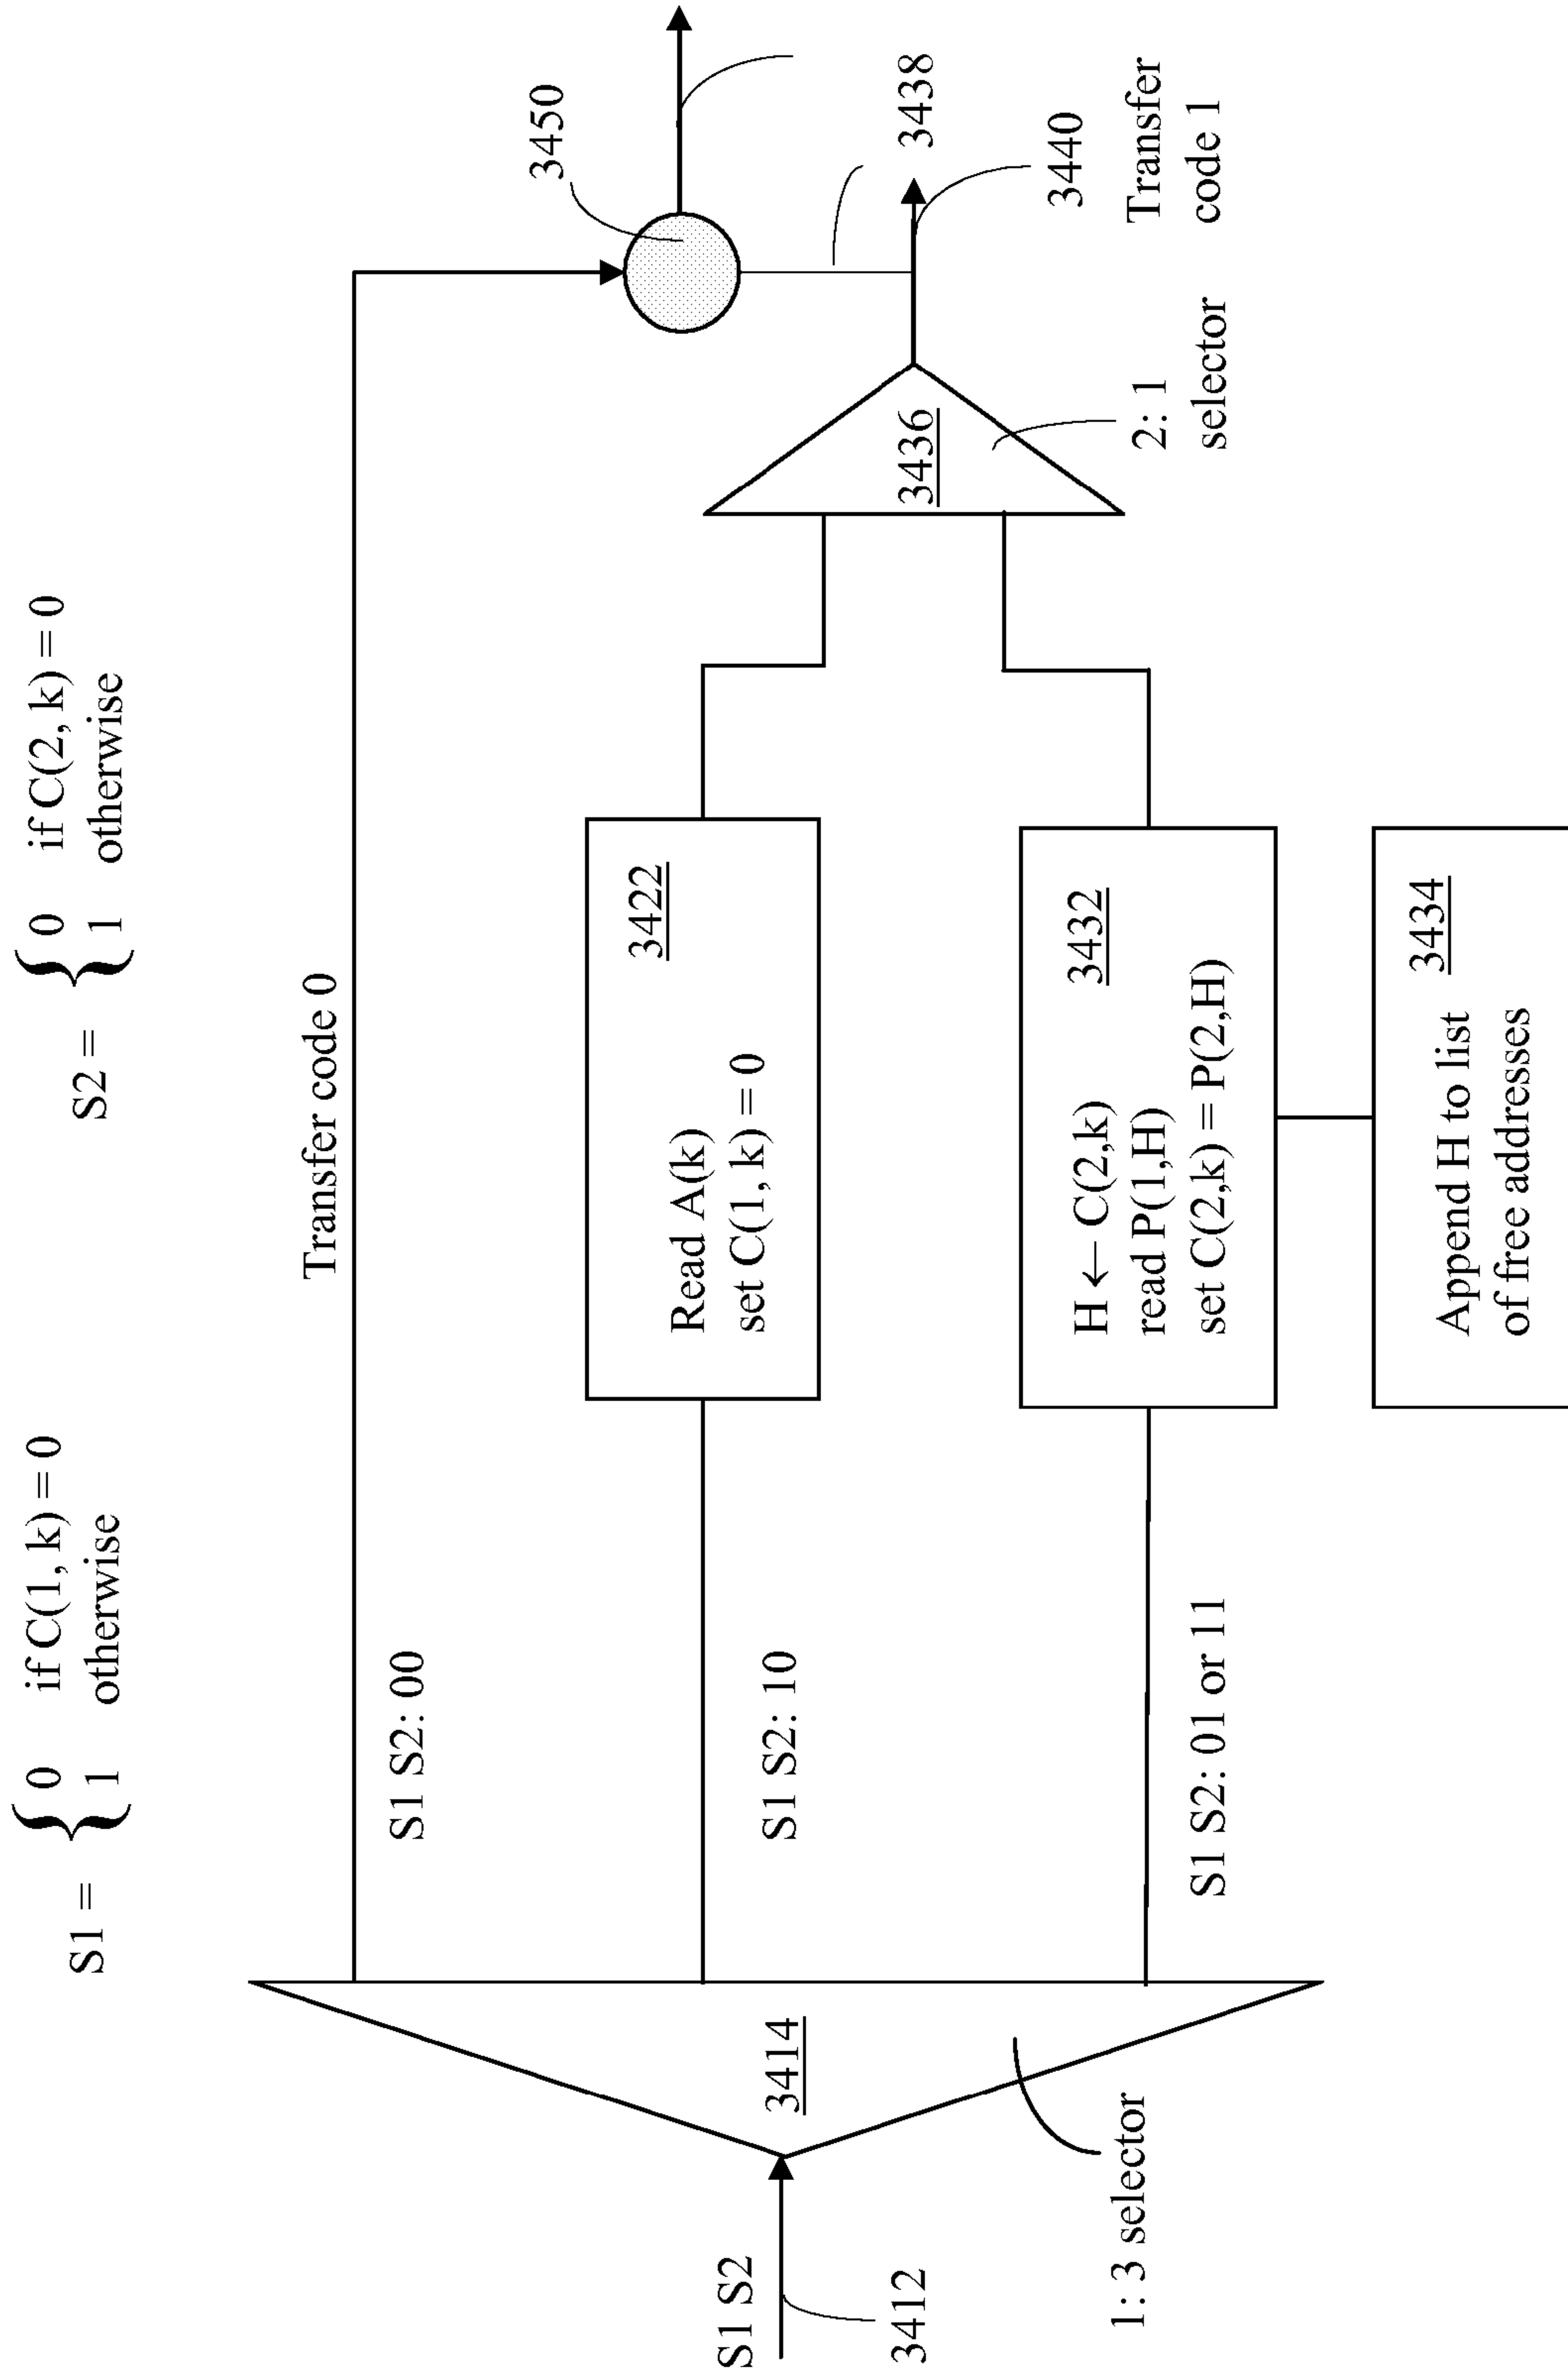 S1 = { 0 if C(1, k) = 0
1 otherwise
S2 = { 0 if C(2, k) = 0
1 otherwise
Transfer code 0
S1 S2: 00
3450
S1 S2
3412
3414
1: 3 selector
S1 S2: 10
3422
Read A(k)
set C(1, k) = 0
S1 S2: 01 or 11
3432
H ← C(2,k)
read P(1,H)
set C(2,k) = P(2,H)
3434
Append H to list
of free addresses
3436
2: 1
selector
3438
3440
Transfer
code 1